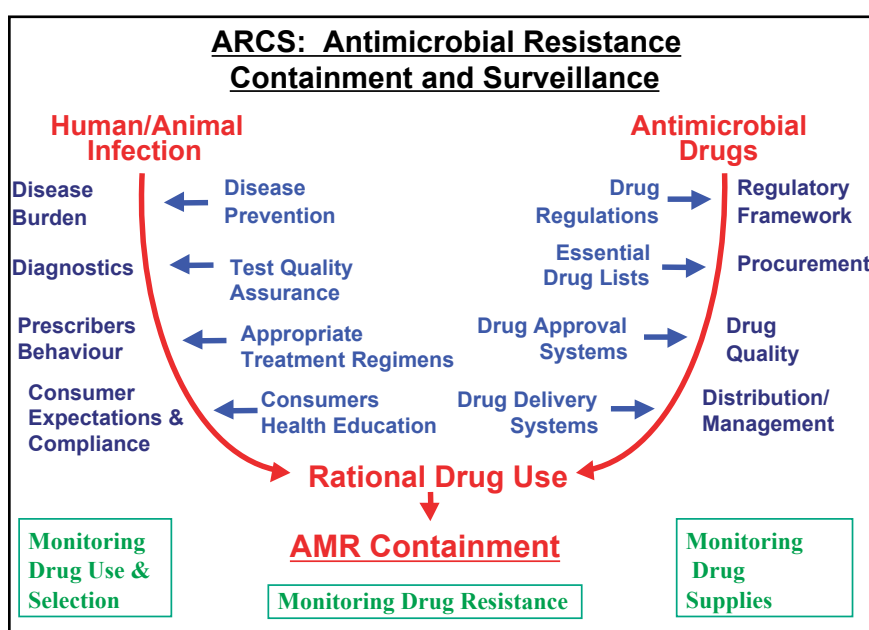 ARCS: Antimicrobial Resistance
Containment and Surveillance
Human/Animal
Infection
Antimicrobial
Drugs
Disease
Burden
Disease
Prevention
Drug
Regulations
Regulatory
Framework
Diagnostics
Test Quality
Assurance
Essential
Drug Lists
Procurement
Prescribers
Behaviour
Appropriate
Treatment Regimens
Drug Approval
Systems
Drug
Quality
Consumer
Expectations &
Compliance
Consumers
Health Education
Drug Delivery
Systems
Distribution/
Management
Rational Drug Use
AMR Containment
Monitoring
Drug Use &
Selection
Monitoring Drug Resistance
Monitoring
Drug
Supplies